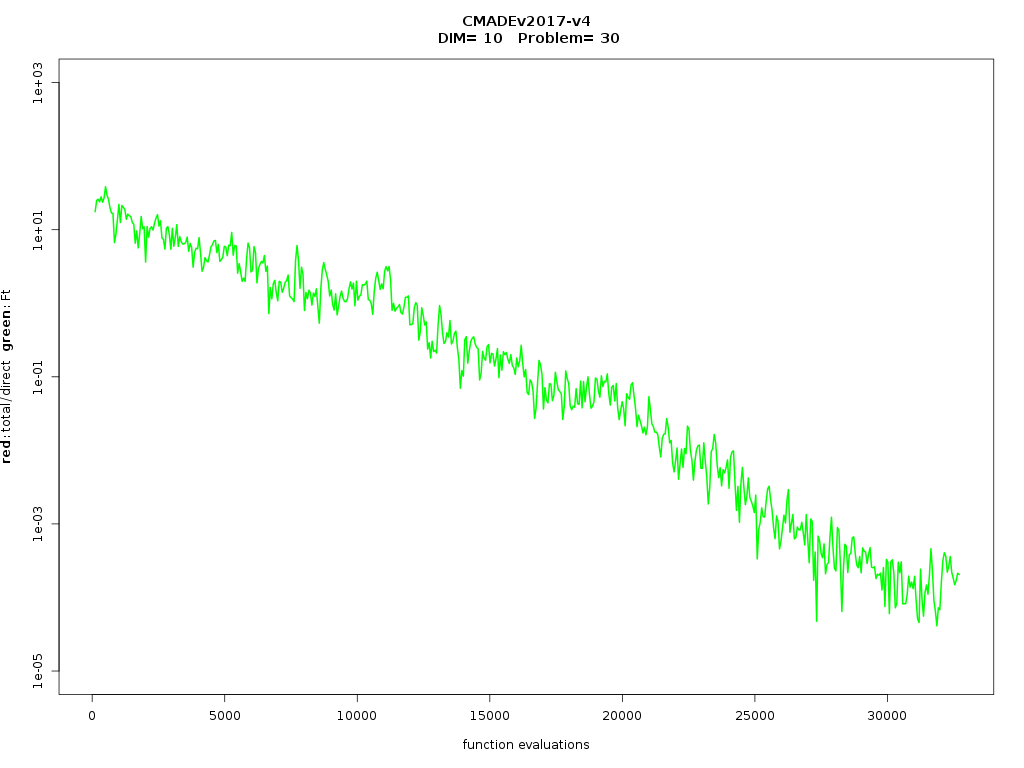 CMADEv2017-v4
DIM= 10 Problem= 30
1e+03
1e+01
1e-01
1e-03
1e-05
red: total/direct green: Ft
0 5000 10000 15000 20000 25000 30000
function evaluations